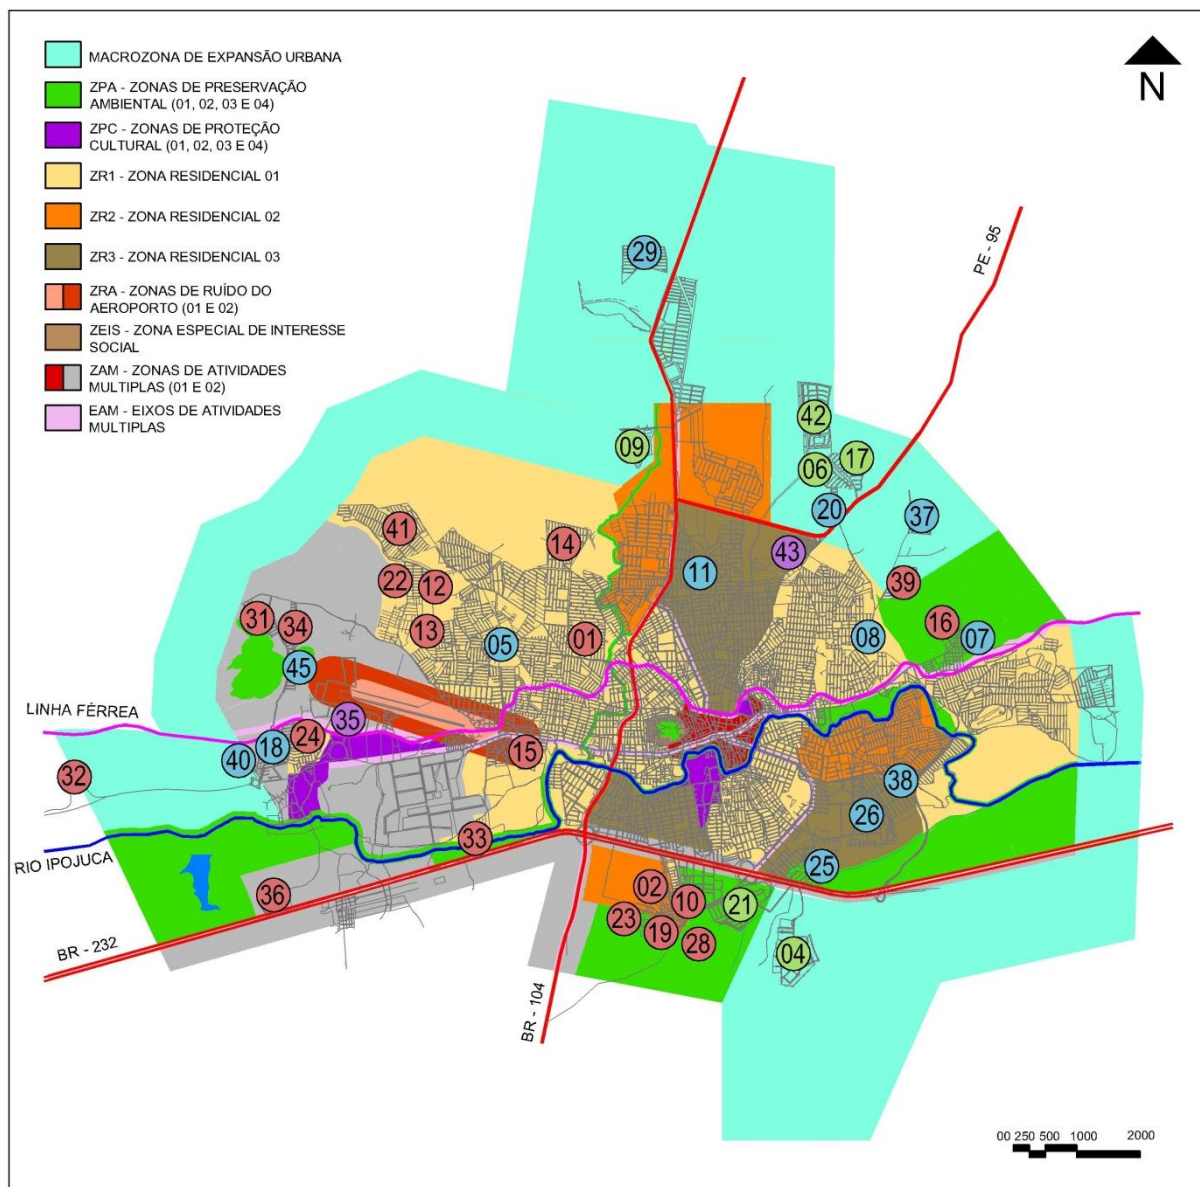 MACROZONA DE EXPANSÃO URBANA
ZPA - ZONAS DE PRESERVAÇÃO
AMBIENTAL (01, 02, 03 E 04)
ZPC - ZONAS DE PROTEÇÃO
CULTURAL (01, 02, 03 E 04)
ZR1 - ZONA RESIDENCIAL 01
ZR2 - ZONA RESIDENCIAL 02
ZR3 - ZONA RESIDENCIAL 03
ZRA - ZONAS DE RUÍDO DO
AEROPORTO (01 E 02)
ZEIS - ZONA ESPECIAL DE INTERESSE
SOCIAL
ZAM - ZONAS DE ATIVIDADES
MULTIPLAS (01 E 02)
EAM - EIXOS DE ATIVIDADES
MULTIPLAS
N
PE - 95
29
42
09
17
06
20
37
41
14
43
11
22
12
39
31
34
13
05
01
08
16
07
45
LINHA FÉRREA
35
24
18
15
40
32
38
26
33
RIO IPOJUCA
25
36
02
10
21
23
19
28
04
BR - 232
BR - 104
00 250 500 1000 2000